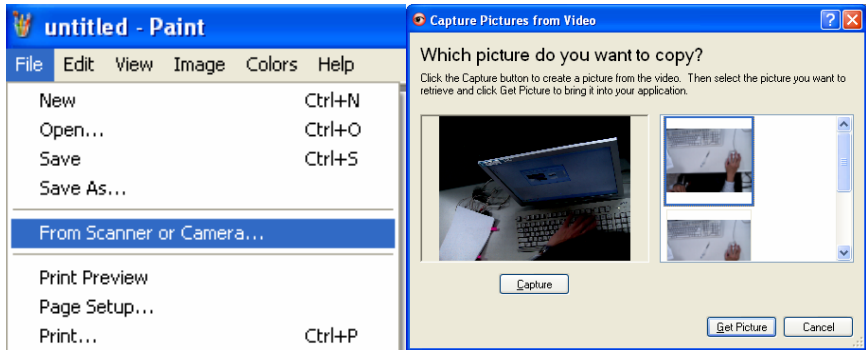 untitled - Paint
File Edit View Image Colors Help
New Ctrl+N
Open... Ctrl+O
Save Ctrl+S
Save As...
From Scanner or Camera...
Print Preview
Page Setup...
Print... Ctrl+P
Capture Pictures from Video
Which picture do you want to copy?
Click the Capture button to create a picture from the video. Then select the picture you want to
retrieve and click Get Picture to bring it into your application.
Capture
Get Picture Cancel